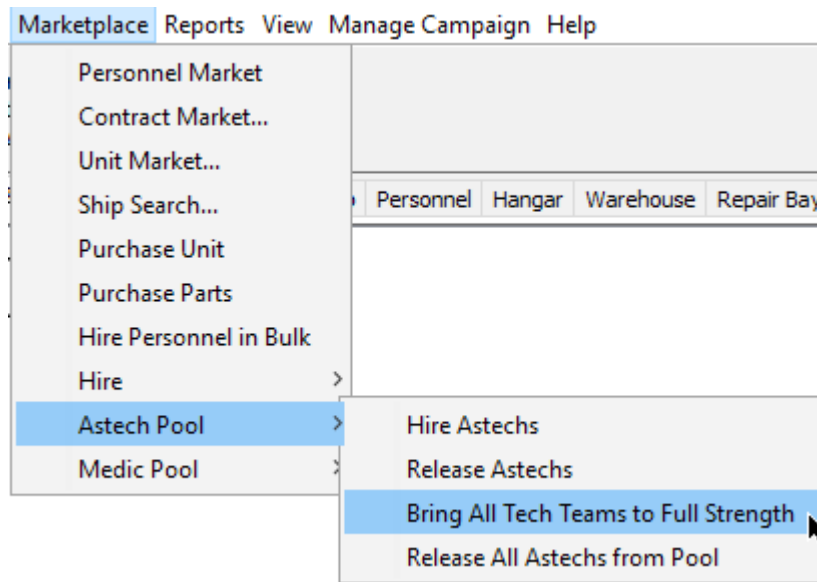 Marketplace Reports View Manage Campaign Help
Personnel Market
Contract Market...
Unit Market...
Ship Search...
Personnel Hangar Warehouse Repair Bay
Purchase Unit
Purchase Parts
Hire Personnel in Bulk
Hire
Astech Pool
Medic Pool
Hire Astechs
Release Astechs
Bring All Tech Teams to Full Strength
Release All Astechs from Pool